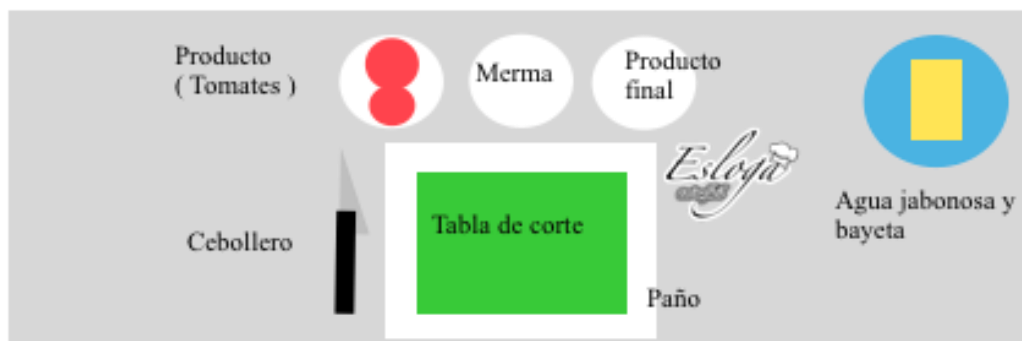 Producto
( Tomates )
Merma
Producto
final
Esloga
Tabla de corte
Agua jabonosa y
bayeta
Cebollero
Paño